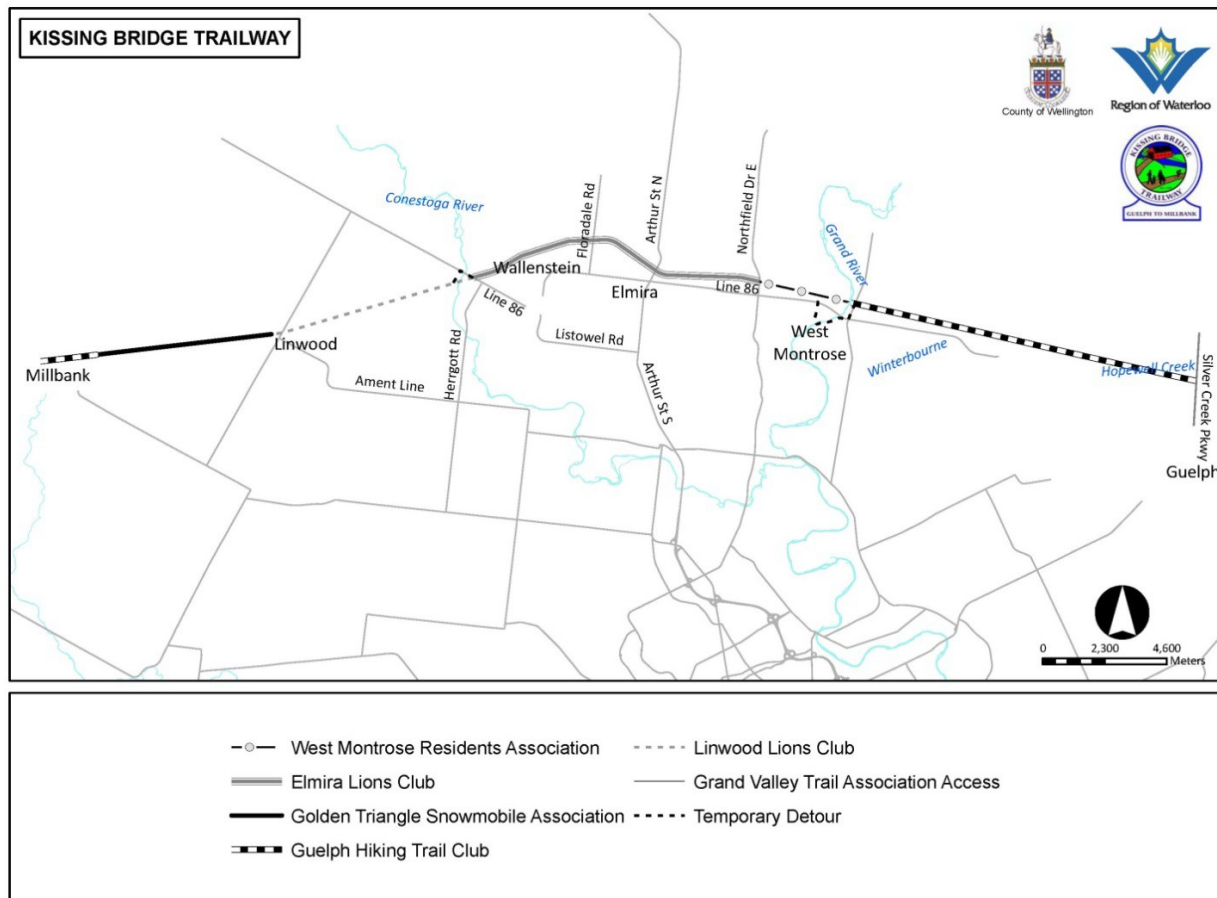 KISSING BRIDGE TRAILWAY
County of Wellington
Region of Waterloo
KISSING BRIDGE
TRAILWAY
GUELPH TO MILLBANK
Conestoga River
Floradale Rd
Arthur St N
Northfield Dr E
Grand River
Wallenstein
Elmira
Line 86
Line 86
Linwood
Listowel Rd
West
Montrose
Winterbourne
Hopewell Creek
Silver Creek Pkwy
Millbank
Ament Line
Herrgott Rd
Arthur St S
Guelph
0 2,300 4,600
Meters
West Montrose Residents Association
Linwood Lions Club
Elmira Lions Club
Grand Valley Trail Association Access
Golden Triangle Snowmobile Association
Temporary Detour
Guelph Hiking Trail Club